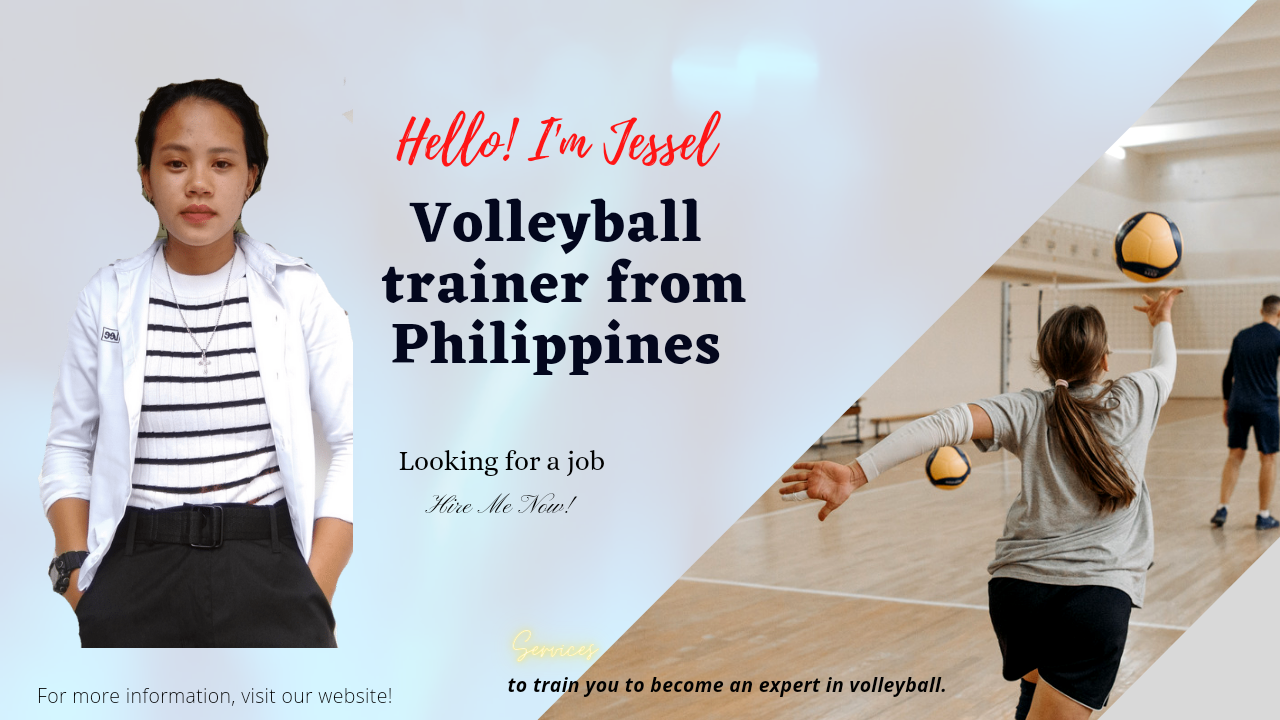 Hello! I'm Jessel
Volleyball
trainer from
Philippines
Looking for a job
Hire Me Now!
Services
to train you to become an expert in volleyball.
For more information, visit our website!